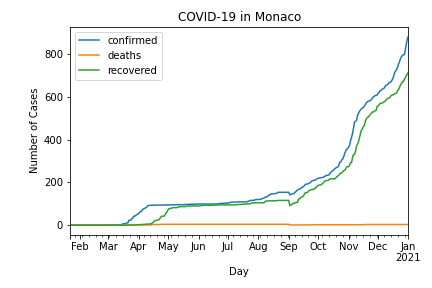 COVID-19 in Monaco
confirmed
deaths
recovered
Number of Cases
800
600
400
200
0
Feb Mar Apr May Jun Jul Aug Sep Oct Nov Dec Jan
2021
Day